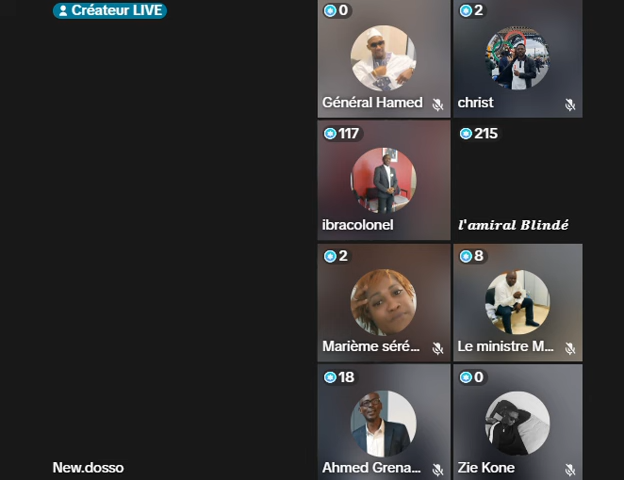 Créateur LIVE
0
2
Général Hamed
christ
117
215
ibracolonel
l'amiral Blindé
2
8
Marième séré...
Le ministre M...
18
0
Ahmed Grena...
Zie Kone
New.dosso